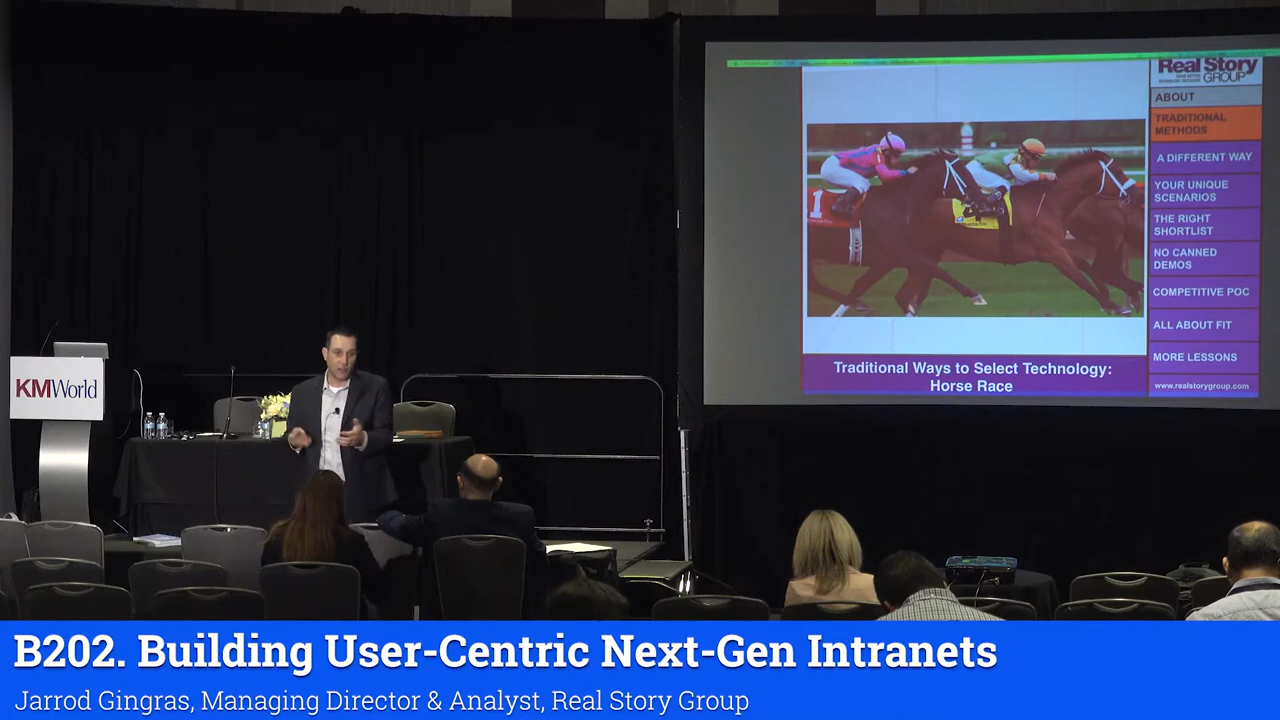 Real Story
GROUP
ABOUT
TRADITIONAL
METHODS
A DIFFERENT WAY
YOUR UNIQUE
SCENARIOS
THE RIGHT
SHORTLIST
NO CANNED
DEMOS
COMPETITIVE POC
ALL ABOUT FIT
MORE LESSONS
www.realstorygroup.com
1
Traditional Ways to Select Technology:
Horse Race
KMWorld
B202. Building User-Centric Next-Gen Intranets
Jarrod Gingras, Managing Director & Analyst, Real Story Group